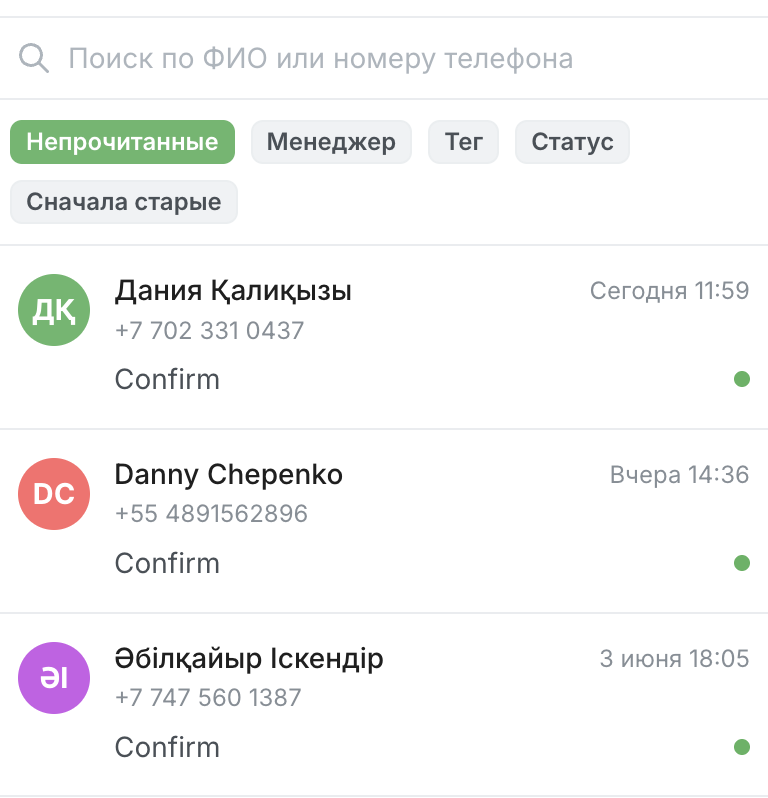 Поиск по ФИО или номеру телефона
Непрочитанные Менеджер Тег Статус
Сначала старые
ДҚ Дания Қалиқызы Сегодня 11:59
+7 702 331 0437
Confirm
DC Danny Chepenko Вчера 14:36
+55 4891562896
Confirm
ӘІ Әбілқайыр Іскендір 3 июня 18:05
+7 747 560 1387
Confirm